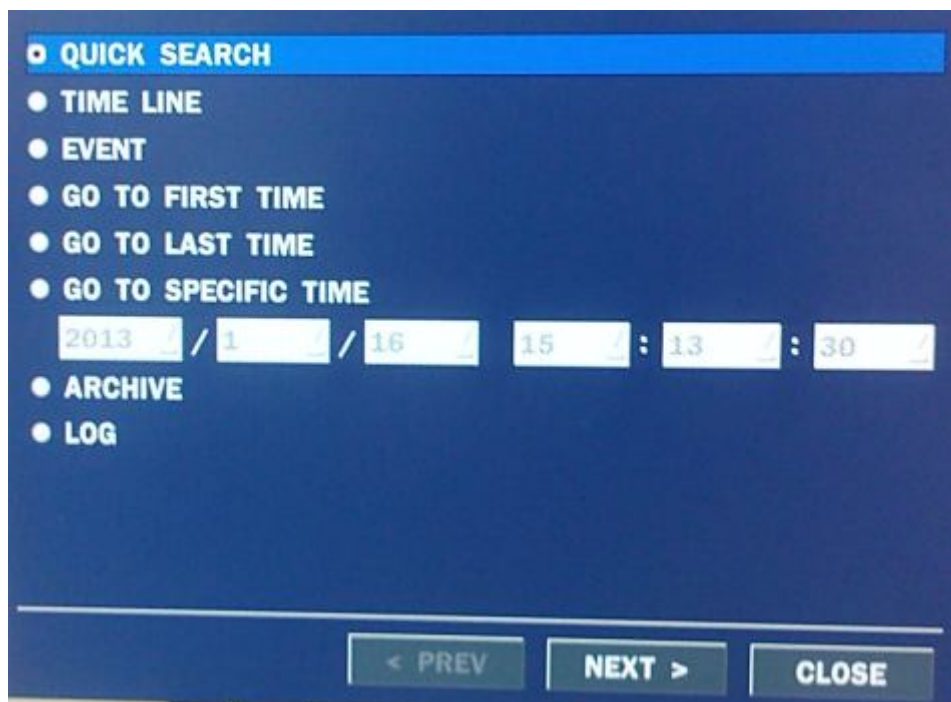 QUICK SEARCH
TIME LINE
EVENT
GO TO FIRST TIME
GO TO LAST TIME
GO TO SPECIFIC TIME
2013 / 1 / 16 15 : 13 : 30
ARCHIVE
LOG
< PREV NEXT > CLOSE